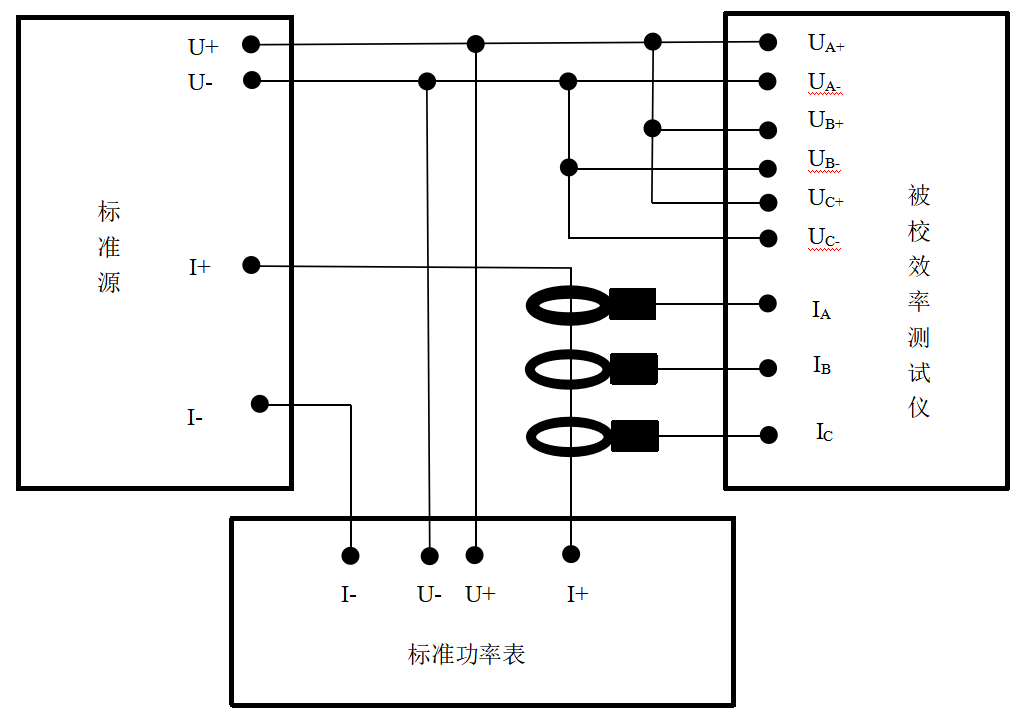 U+
U-
标准源
I+
I-
UA+
UA-
UB+
UB-
UC+
UC-
IA
IB
IC
被校效率测试仪
I-
U-
U+
I+
标准功率表